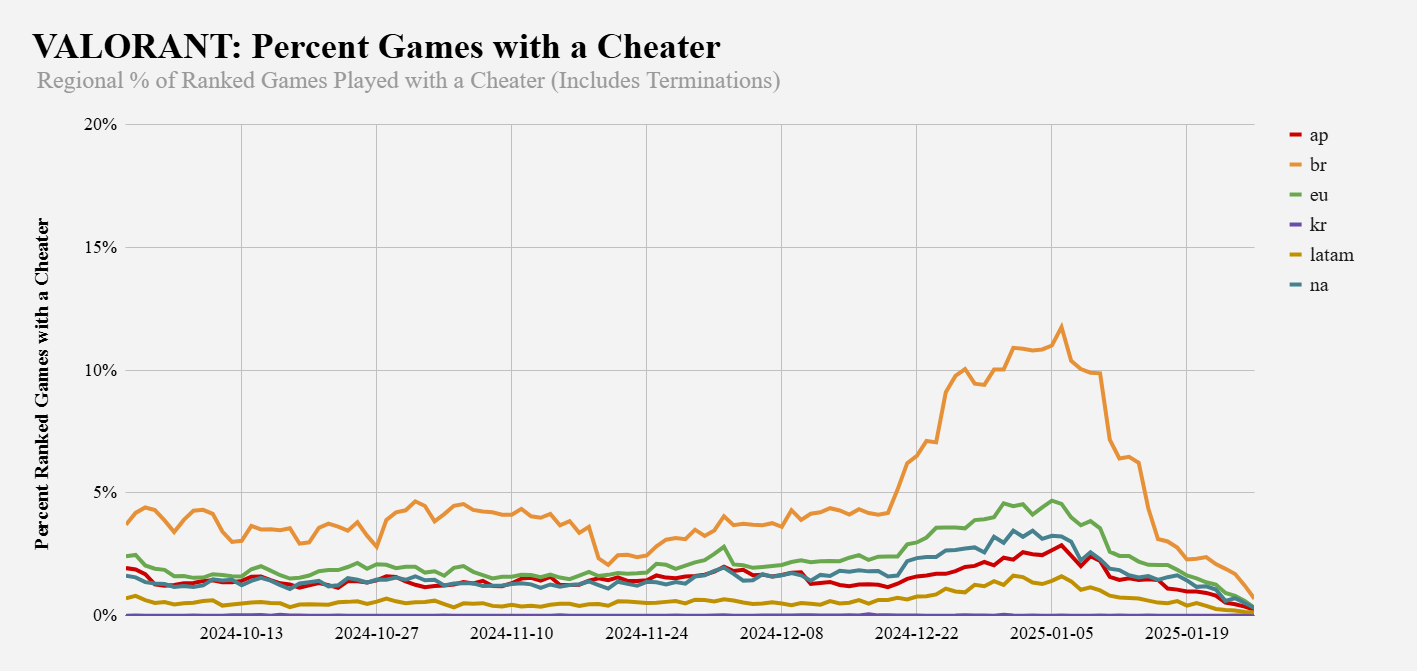 VALORANT: Percent Games with a Cheater
Regional % of Ranked Games Played with a Cheater (Includes Terminations)
Percent Ranked Games with a Cheater
20%
15%
10%
5%
0%
2024-10-13
2024-10-27
2024-11-10
2024-11-24
2024-12-08
2024-12-22
2025-01-05
2025-01-19
ap
br
eu
kr
latam
na